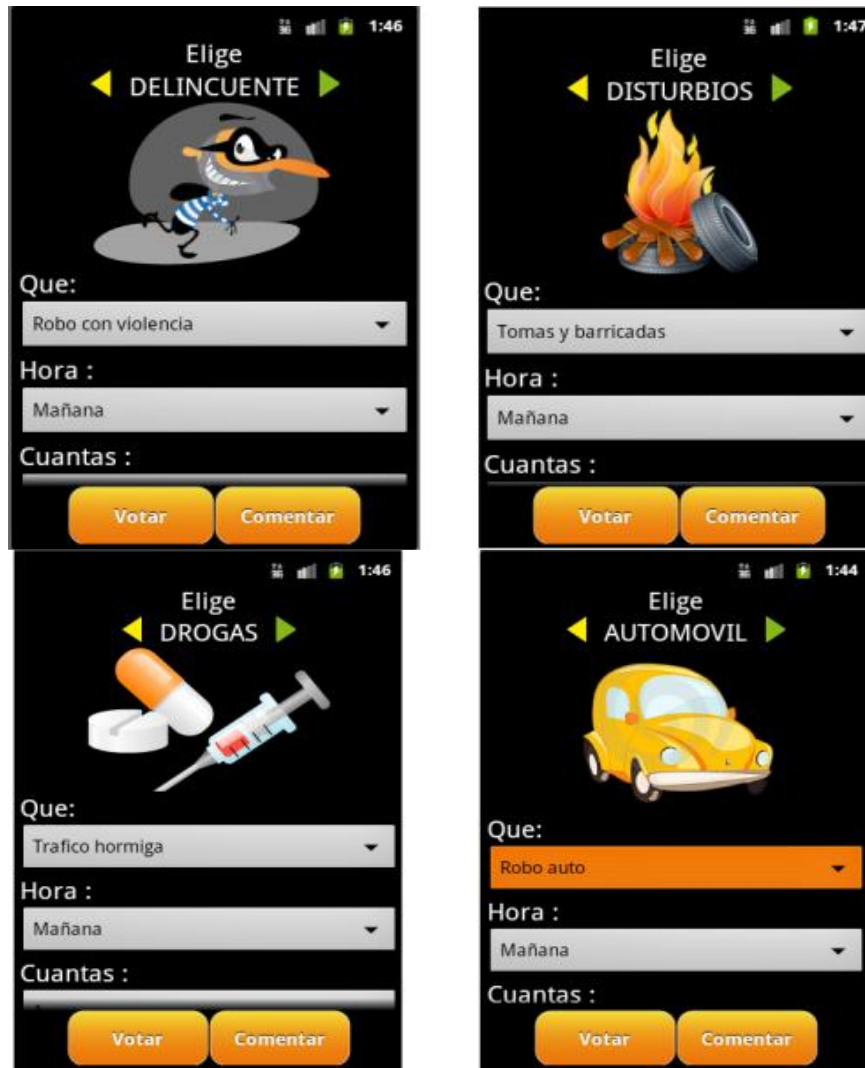 1:46
Elige
DELINCUENTE
Que:
Robo con violencia
Hora :
Mañana
Cuantas :
Votar Comentar
1:47
Elige
DISTURBIOS
Que:
Tomas y barricadas
Hora :
Mañana
Cuantas :
Votar Comentar
1:46
Elige
DROGAS
Que:
Trafico hormiga
Hora :
Mañana
Cuantas :
Votar Comentar
1:44
Elige
AUTOMOVIL
Que:
Robo auto
Hora :
Mañana
Cuantas :
Votar Comentar